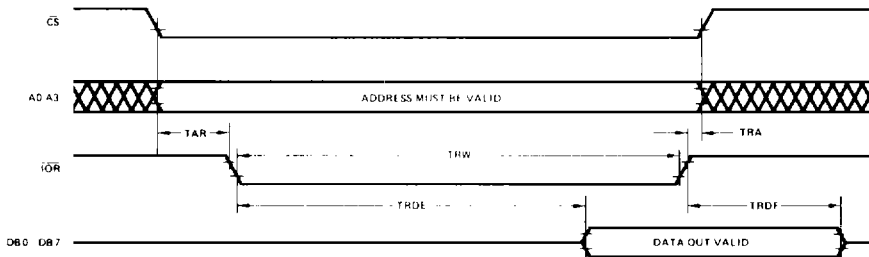 CS
A0 A3
ADDRESS MUST BE VALID
TAR
TRA
IOR
TRW
TRDE
TRDF
DB0 DB7
DATA OUT VALID